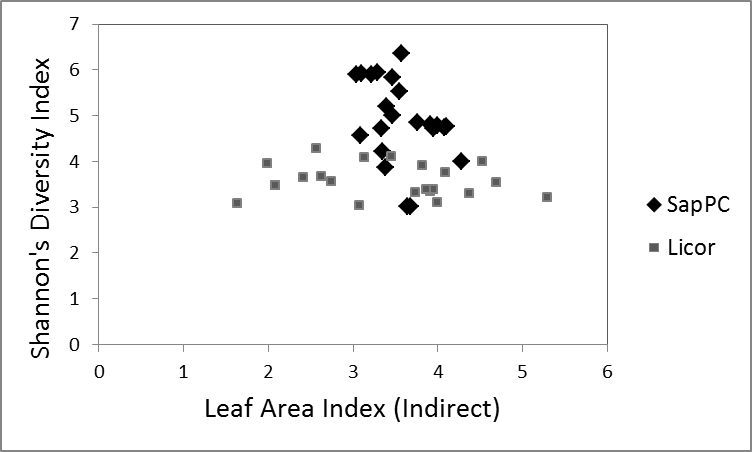 Shannon's Diversity Index
7
6
5
4
3
2
1
0
0 1 2 3 4 5 6
Leaf Area Index (Indirect)
SapPC
Licor